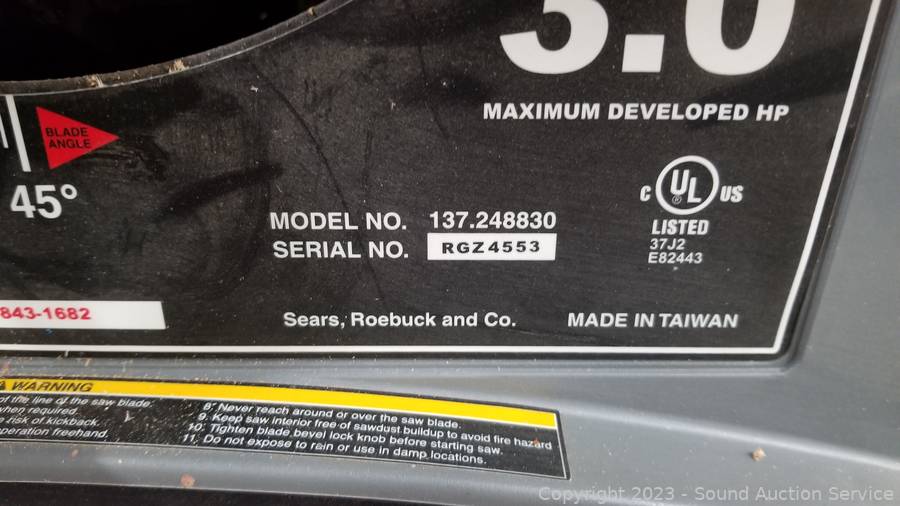 3.0
MAXIMUM DEVELOPED HP
BLADE
ANGLE
45°
C UL® US
LISTED
37J2
E82443
MODEL NO. 137.248830
SERIAL NO. RGZ4553
843-1682
Sears, Roebuck and Co.
MADE IN TAIWAN
WARNING
of the line of the saw blade.
when required.
risk of kickback.
peration freehand.
8. Never reach around or over the saw blade.
9. Keep saw interior free of sawdust buildup to avoid fire hazard
10. Tighten blade bevel lock knob before starting saw.
11. Do not expose to rain or use in damp locations.
Copyright 2023 - Sound Auction Service